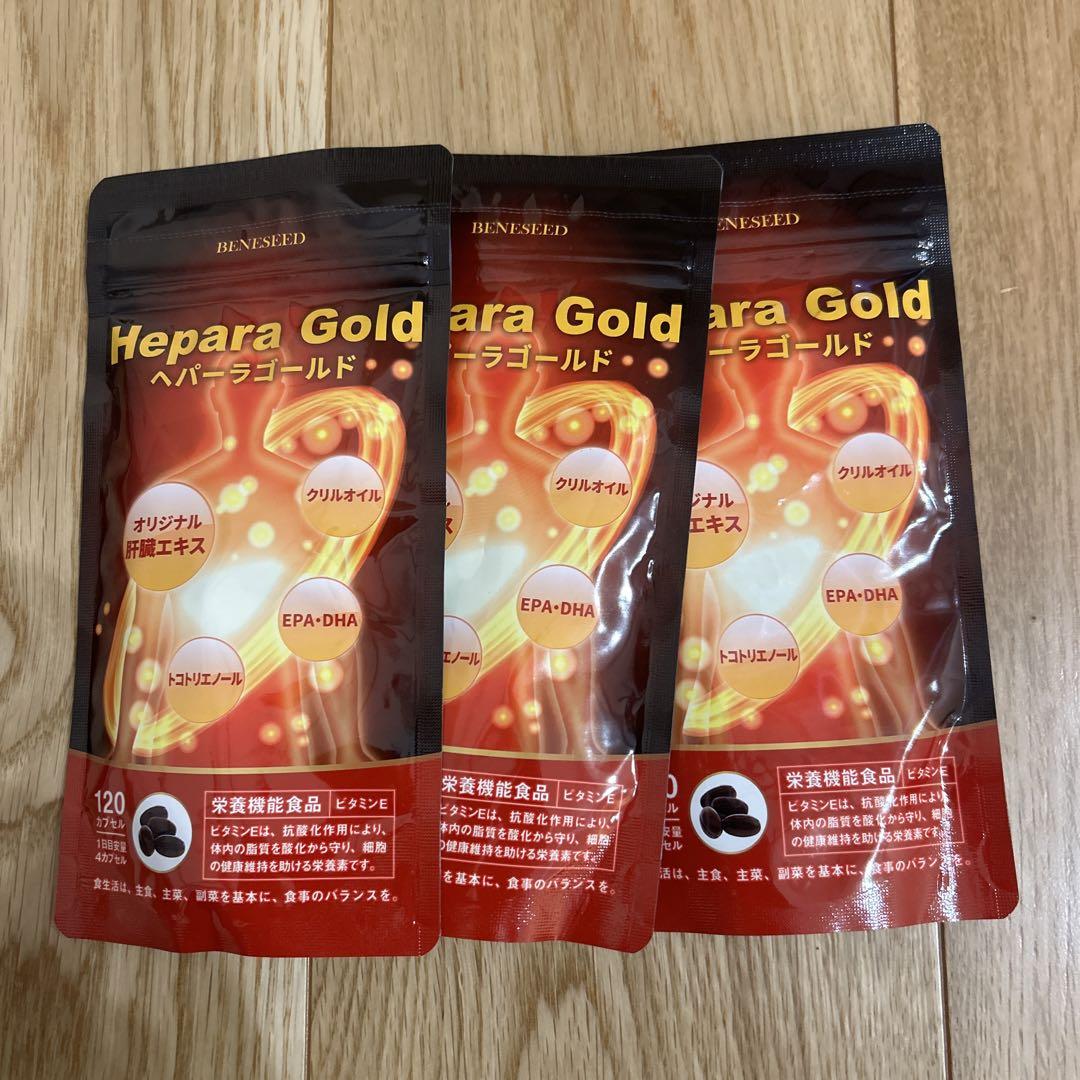 BENESEED
Hepara Gold
ヘパーラゴールド
クリルオイル
オリジナル
肝臓エキス
EPA・DHA
トコトリエノール
120
カプセル
1日目安量
4カプセル
栄養機能食品 ビタミンE
ビタミンEは、抗酸化作用により、
体内の脂質を酸化から守り、細胞
の健康維持を助ける栄養素です。
食生活は、主食、主菜、副菜を基本に、食事のバランスを。
BENESEED
ara Gold
ーラゴールド
クリルオイル
ス
EPA・DHA
エノール
栄養機能食品 ビタミンE
ビタミンEは、抗酸化作用により、
体内の脂質を酸化から守り、細胞
の健康維持を助ける栄養素です。
を基本に、食事のバランスを。
ENESEED
ara Gold
ーラゴールド
クリルオイル
ジナル
エキス
EPA・DHA
トコトリエノール
0
ル
安量
セル
栄養機能食品 ビタミンE
ビタミンEは、抗酸化作用により、
体内の脂質を酸化から守り、細胞
の健康維持を助ける栄養素です。
活は、主食、主菜、副菜を基本に、食事のバランスを。